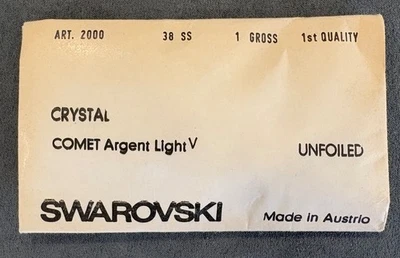 ART. 2000 38 SS 1 GROSS 1st QUALITY
CRYSTAL
COMET Argent Light V UNFOILED
SWAROVSKI Made in Austria